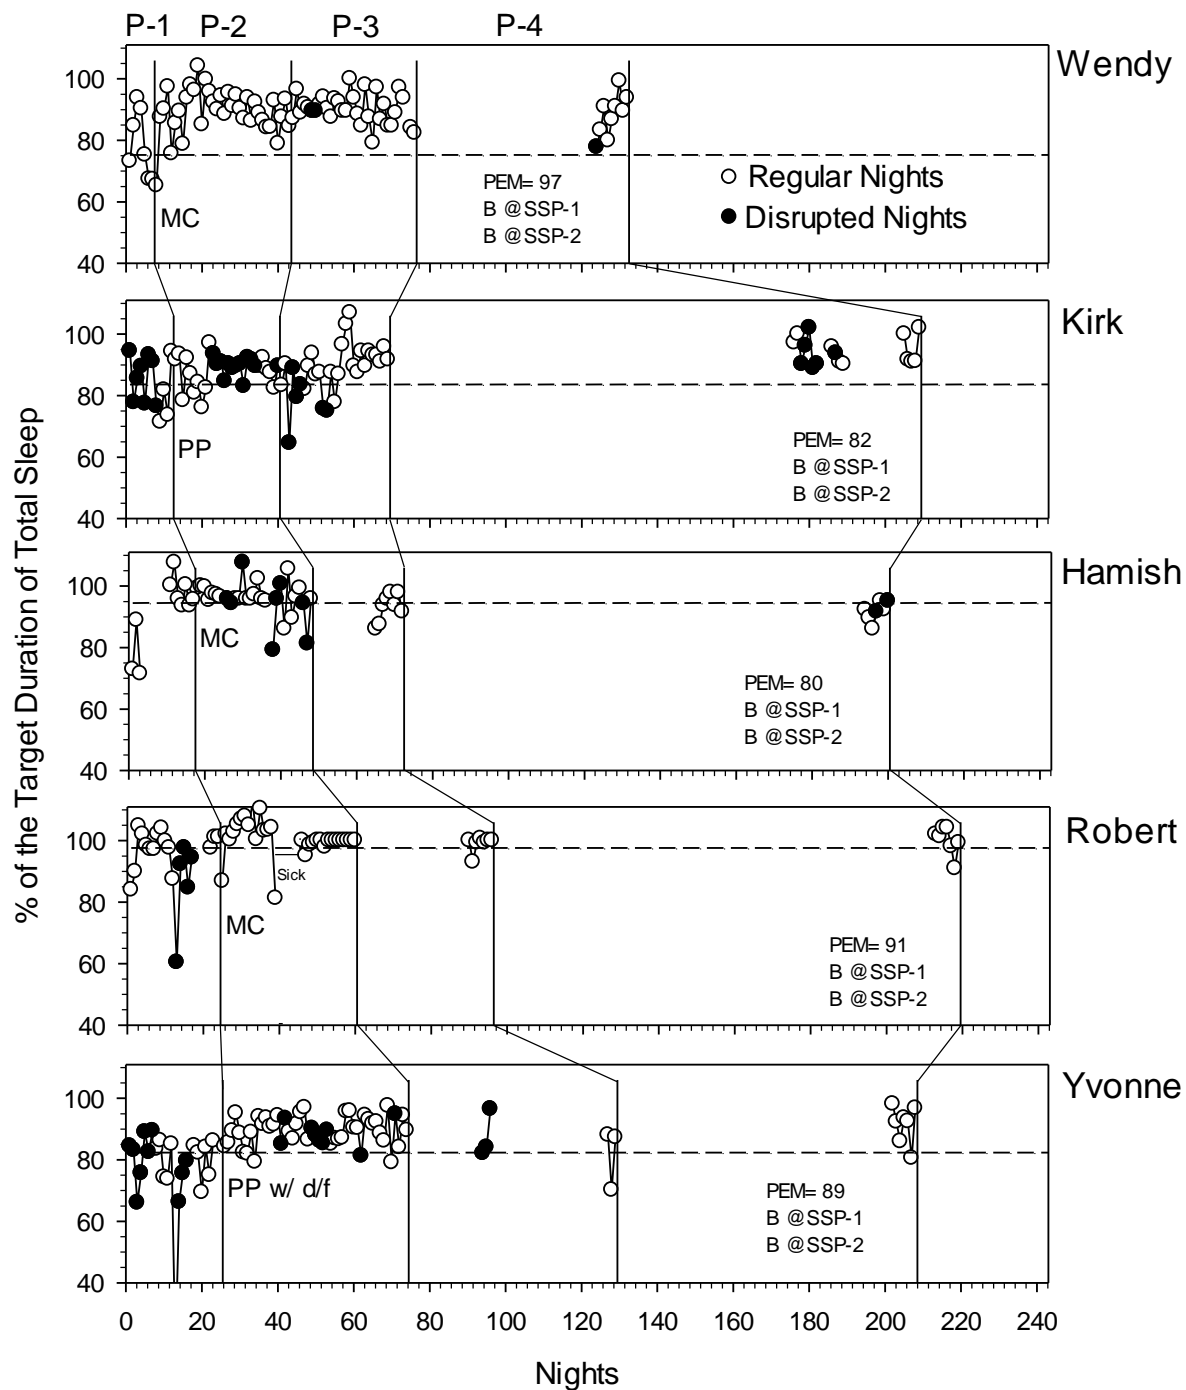 P-1 P-2 P-3 P-4
Wendy
100
80
60
40
MC
PEM= 97
B @SSP-1
B @SSP-2
Regular Nights
Disrupted Nights
Kirk
100
80
60
40
PP
PEM= 82
B @SSP-1
B @SSP-2
% of the Target Duration of Total Sleep
Hamish
100
80
60
40
MC
PEM= 80
B @SSP-1
B @SSP-2
Robert
100
80
60
40
Sick
MC
PEM= 91
B @SSP-1
B @SSP-2
Yvonne
100
80
60
40
PP w/ d/f
PEM= 89
B @SSP-1
B @SSP-2
0 20 40 60 80 100 120 140 160 180 200 220 240
Nights